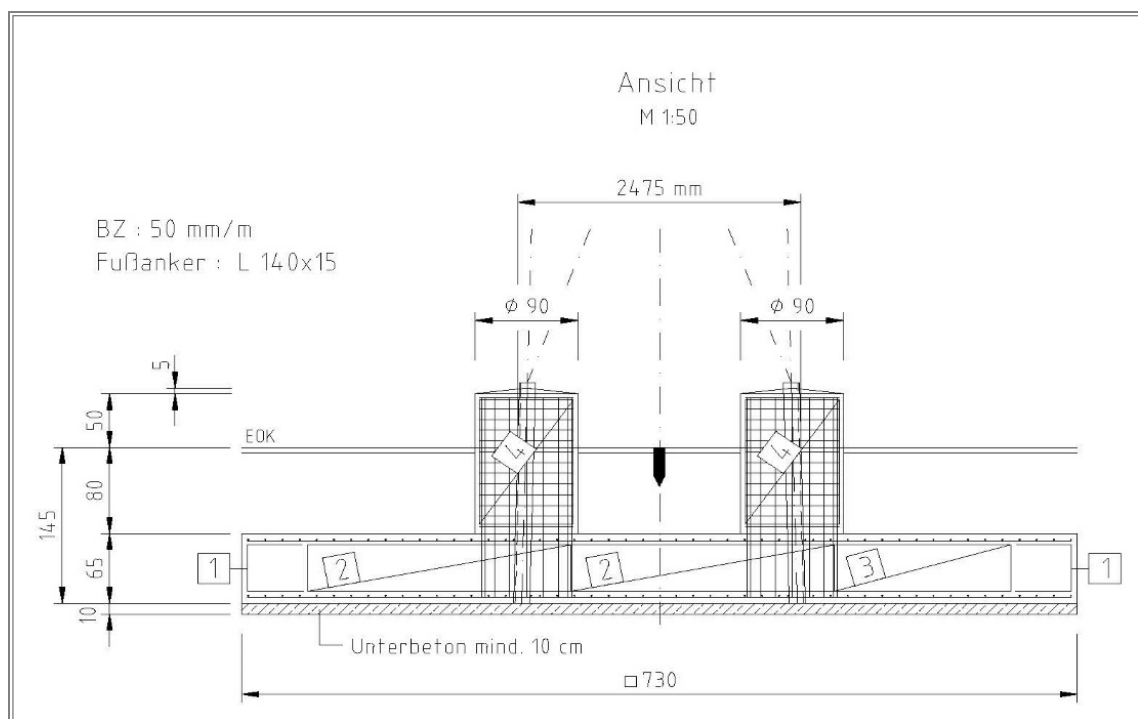 Ansicht
M 1:50
2475 mm
BZ : 50 mm/m
Fußanker : L 140x15
ϕ 90
ϕ 90
5
50
EOK
4
4
80
145
65
1
2
2
3
1
10
Unterbeton mind. 10 cm
□ 730